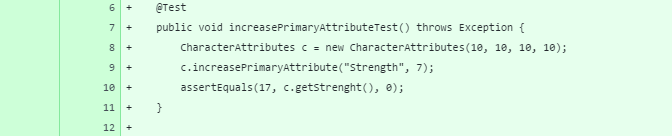 6 + @Test
7 + public void increasePrimaryAttributeTest() throws Exception {
8 + CharacterAttributes c = new CharacterAttributes(10, 10, 10, 10);
9 + c.increasePrimaryAttribute("Strength", 7);
10 + assertEquals(17, c.getStrenght(), 0);
11 + }
12 +